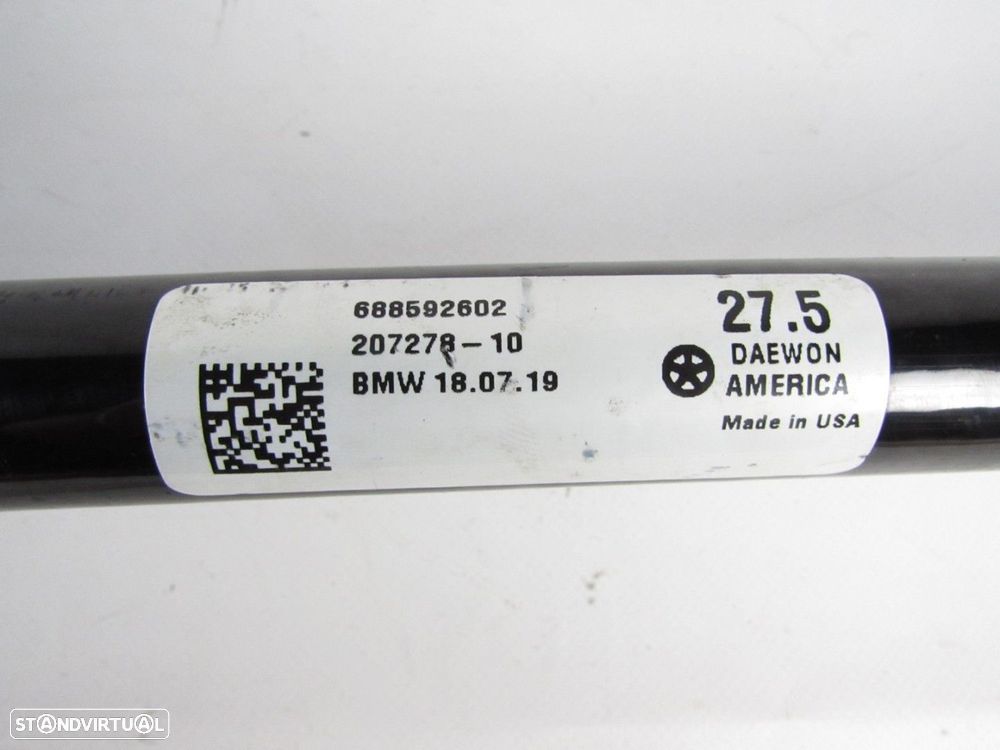 688592602
207278-10
BMW 18.07.19
27.5
DAEWON
AMERICA
Made in USA
STANDVIRTUAL